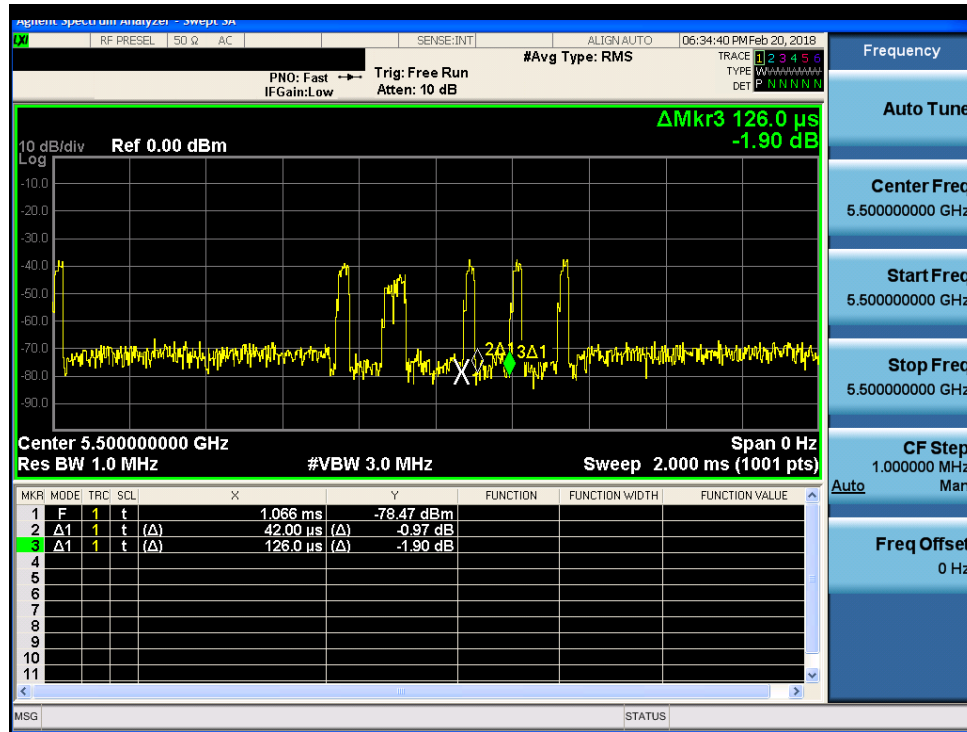 Agilent Spectrum Analyzer - Swept SA
LXI RF PRESEL 50 Ω AC SENSE:INT ALIGN AUTO 06:34:40 PM Feb 20, 2018
#Avg Type: RMS
TRACE 1 2 3 4 5 6
PNO: Fast Trig: Free Run
TYPE WWWWWW
IFGain:Low Atten: 10 dB
DET P N N N N N
Frequency
Auto Tune
ΔMkr3 126.0 µs
-1.90 dB
10 dB/div Ref 0.00 dBm
Log
-10.0
-20.0
-30.0
-40.0
-50.0
-60.0
-70.0
-80.0
-90.0
2Δ1 3Δ1
X
Center 5.500000000 GHz Span 0 Hz
Res BW 1.0 MHz #VBW 3.0 MHz Sweep 2.000 ms (1001 pts)
Center Freq
5.500000000 GHz
Start Freq
5.500000000 GHz
Stop Freq
5.500000000 GHz
CF Step
1.000000 MHz
Auto Man
Freq Offset
0 Hz
MKR MODE TRC SCL X Y FUNCTION FUNCTION WIDTH FUNCTION VALUE
1 F 1 t 1.066 ms -78.47 dBm
2 Δ1 1 t (Δ) 42.00 µs (Δ) -0.97 dB
3 Δ1 1 t (Δ) 126.0 µs (Δ) -1.90 dB
4
5
6
7
8
9
10
11
MSG STATUS